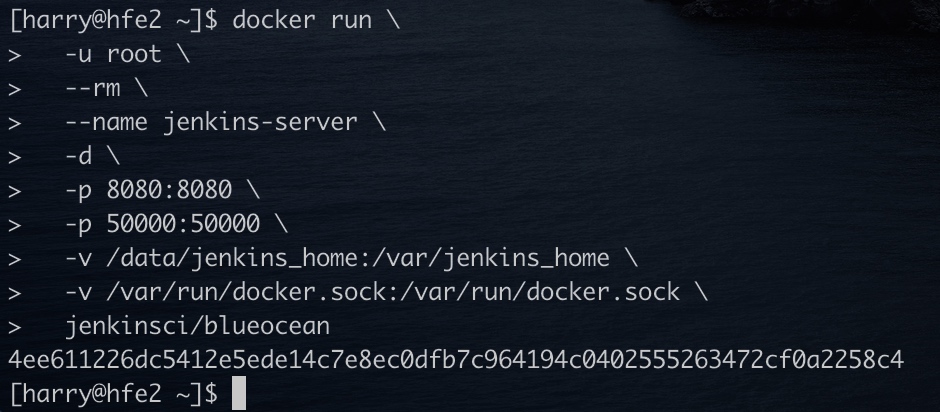 [harry@hfe2 ~]$ docker run \
>   -u root \
>   --rm \
>   --name jenkins-server \
>   -d \
>   -p 8080:8080 \
>   -p 50000:50000 \
>   -v /data/jenkins_home:/var/jenkins_home \
>   -v /var/run/docker.sock:/var/run/docker.sock \
>   jenkinsci/blueocean
4ee611226dc5412e5ede14c7e8ec0dfb7c964194c0402555263472cf0a2258c4
[harry@hfe2 ~]$